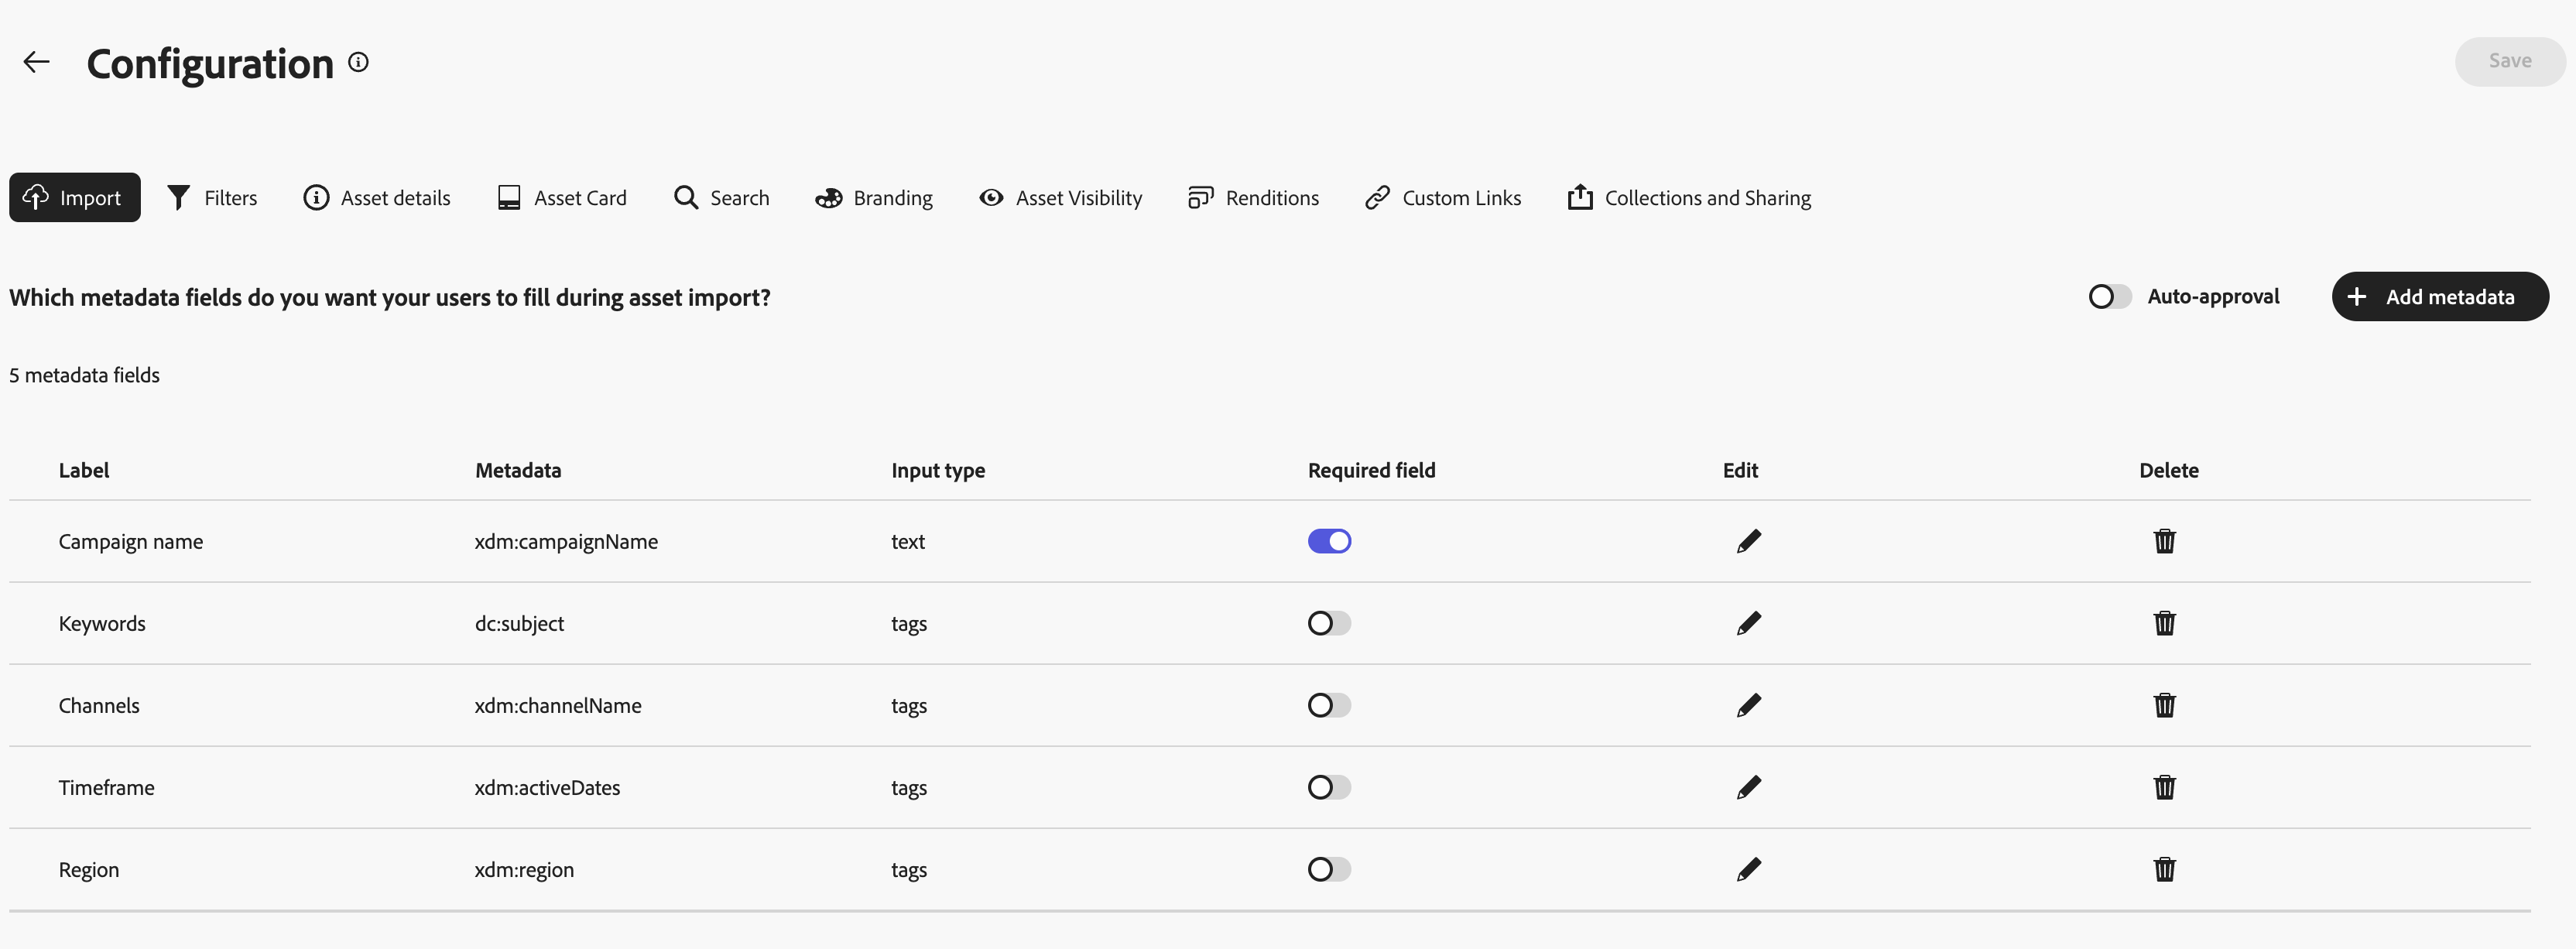 Configuration
Save
Import Filters Asset details Asset Card Search Branding Asset Visibility Renditions Custom Links Collections and Sharing
Which metadata fields do you want your users to fill during asset import? Auto-approval Add metadata
5 metadata fields
Label Metadata Input type Required field Edit Delete
Campaign name xdm:campaignName text
Keywords dc:subject tags
Channels xdm:channelName tags
Timeframe xdm:activeDates tags
Region xdm:region tags